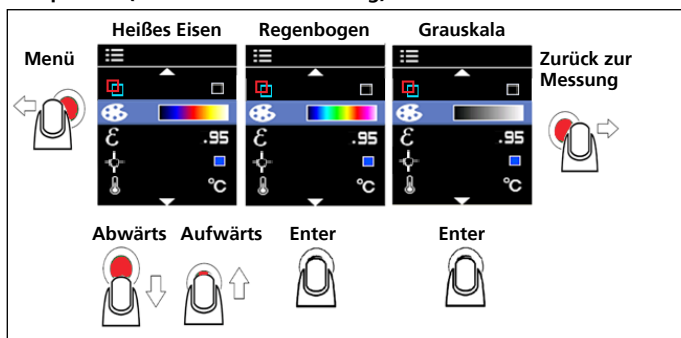 Heißes Eisen Regenbogen Grauskala
Menü
Zurück zur
Messung
ε .95 ε .95 ε .95
°C °C °C
Abwärts Aufwärts Enter Enter